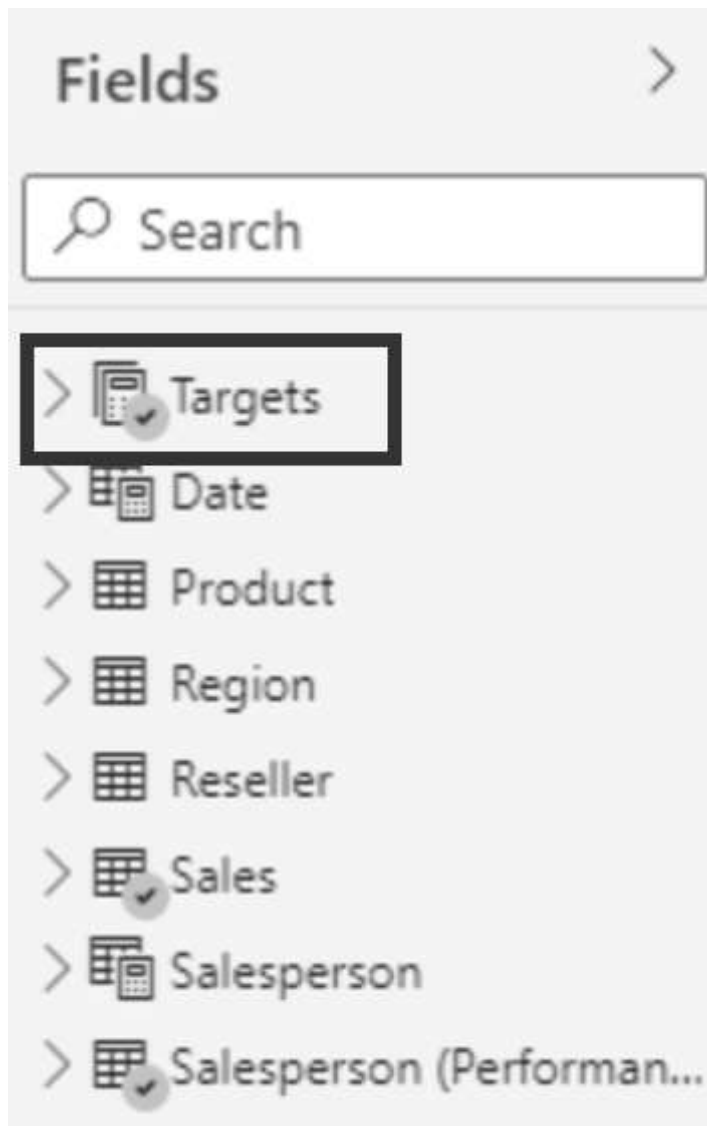 Fields
Search
Targets
Date
Product
Region
Reseller
Sales
Salesperson
Salesperson (Performan...